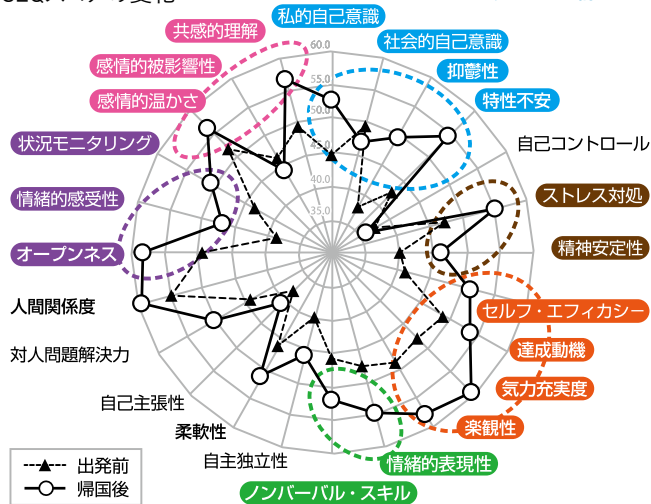 私的自己意識
共感的理解
社会的自己意識
60.0
感情的被影響性
抑鬱性
55.0
感情的温かさ
特性不安
50.0
状況モニタリング
自己コントロール
45.0
40.0
情緒的感受性
ストレス対処
35.0
オープンネス
精神安定性
人間関係度
セルフ・エフィカシー
対人問題解決力
達成動機
自己主張性
気力充実度
柔軟性
楽観性
自主独立性
情緒的表現性
ノンバーバル・スキル
出発前
帰国後